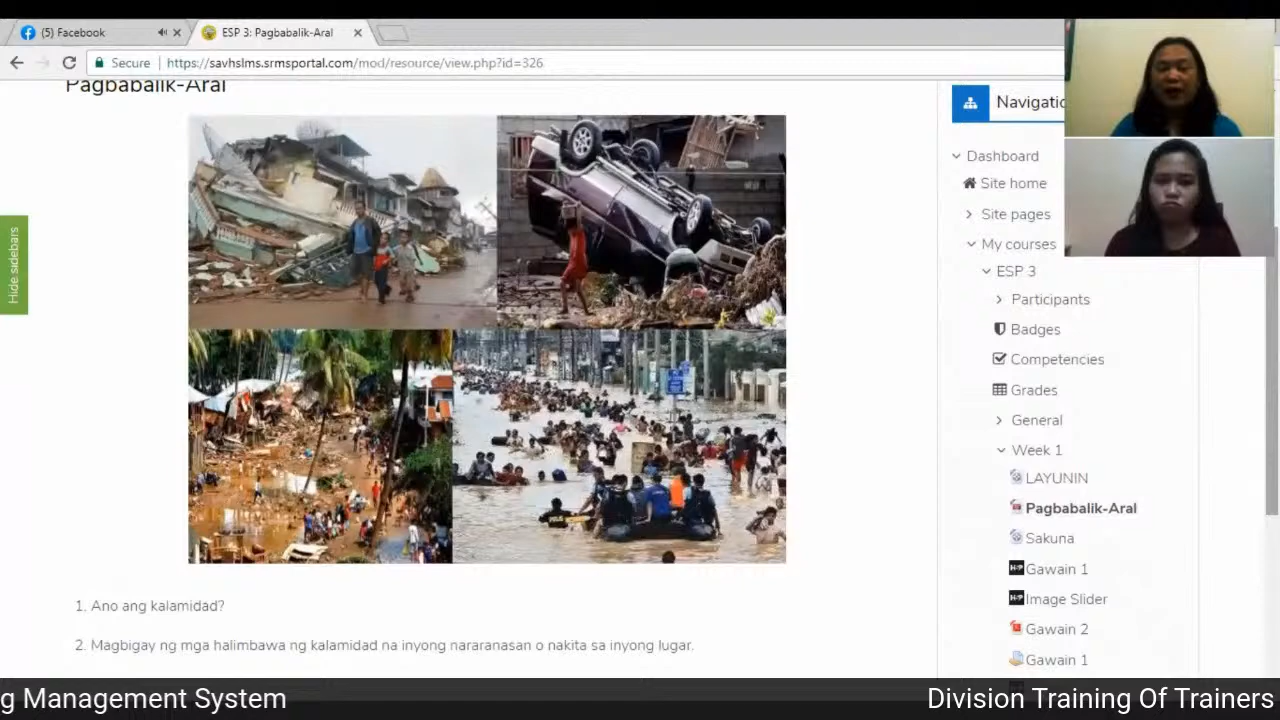 (5) Facebook
ESP 3: Pagbabalik-Aral
Secure
https://savhslms.srmsportal.com/mod/resource/view.php?id=326
Pagbabalik-Aral
Hide sidebars
1. Ano ang kalamidad?
2. Magbigay ng mga halimbawa ng kalamidad na inyong nararanasan o nakita sa inyong lugar.
Navigatio
Dashboard
Site home
Site pages
My courses
ESP 3
Participants
Badges
Competencies
Grades
General
Week 1
LAYUNIN
Pagbabalik-Aral
Sakuna
Gawain 1
Image Slider
Gawain 2
Gawain 1
g Management System
Division Training Of Trainers